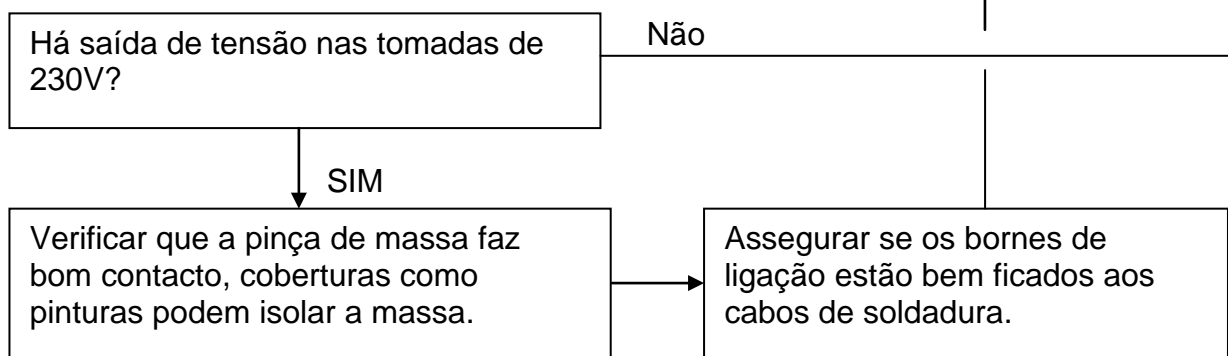 Há saída de tensão nas tomadas de
230V?
Não
SIM
Verificar que a pinça de massa faz
bom contacto, coberturas como
pinturas podem isolar a massa.
Assegurar se os bornes de
ligação estão bem ficados aos
cabos de soldadura.